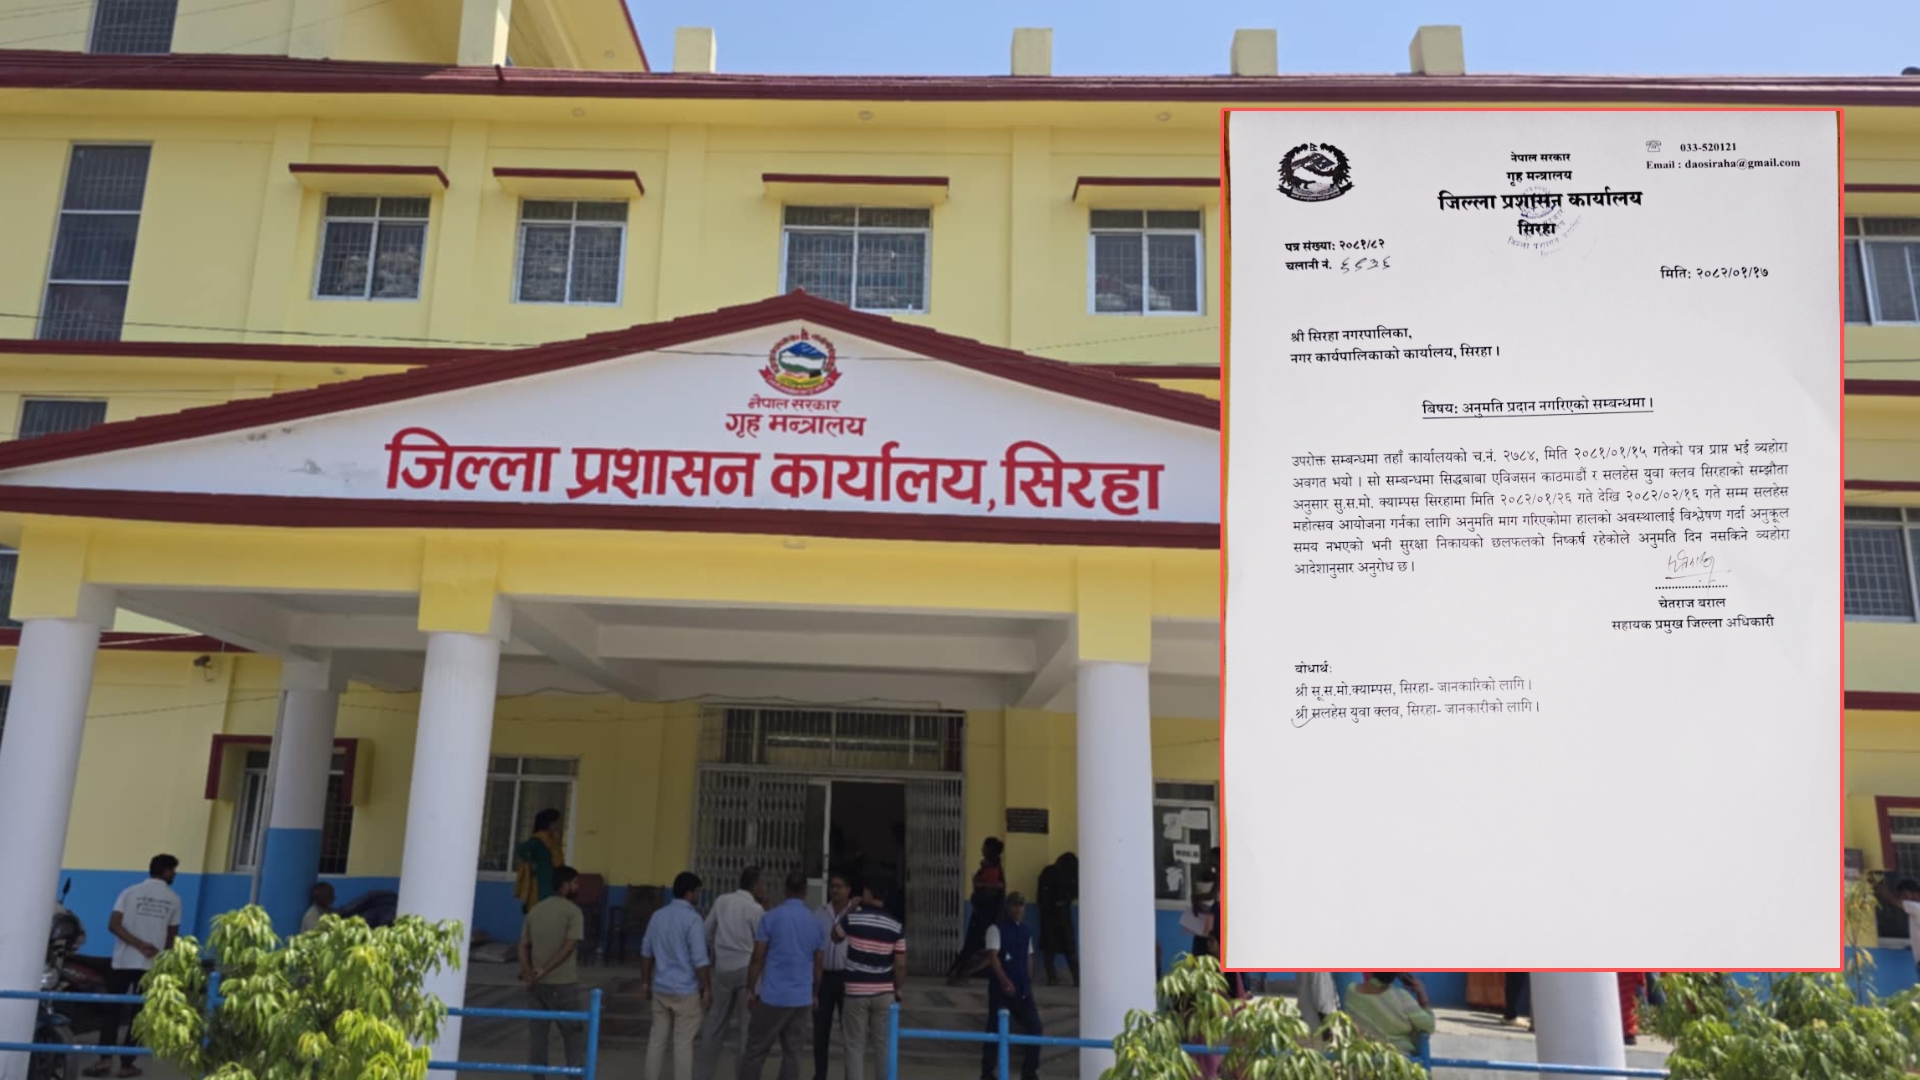 नेपाल सरकार
गृह मन्त्रालय
जिल्ला प्रशासन कार्यालय, सिरहा
नेपाल सरकार
गृह मन्त्रालय
जिल्ला प्रशासन कार्यालय
सिरहा
033-520121
Email : daosiraha@gmail.com
पत्र संख्या: २०८१/८२
चलानी नं.
मिति: २०८२/०१/१७
श्री सिरहा नगरपालिका,
नगर कार्यपालिकाको कार्यालय, सिरहा ।
बिषय: अनुमति प्रदान नगरिएको सम्बन्धमा ।
उपरोक्त सम्बन्धमा तहाँ कार्यालयको च.नं. २७८४, मिति २०८१/०१/१५ गतेको पत्र प्राप्त भई व्यहोरा
अवगत भयो । सो सम्बन्धमा सिद्धबाबा एविजसन काठमाडौं र सलहेस युवा क्लव सिरहाको सम्झौता
अनुसार सु.स.मो. क्याम्पस सिरहामा मिति २०८२/०१/२६ गते देखि २०८२/०२/१६ गते सम्म सलहेस
महोत्सव आयोजना गर्नका लागि अनुमति माग गरिएकोमा हालको अवस्थालाई विश्लेषण गर्दा अनुकूल
समय नभएको भनी सुरक्षा निकायको छलफलको निष्कर्ष रहेकोले अनुमति दिन नसकिने व्यहोरा
आदेशानुसार अनुरोध छ ।
चेतराज बराल
सहायक प्रमुख जिल्ला अधिकारी
बोधार्थ:
श्री सू.स.मो.क्याम्पस, सिरहा- जानकारिको लागि ।
श्री सलहेस युवा क्लव, सिरहा- जानकारीको लागि ।